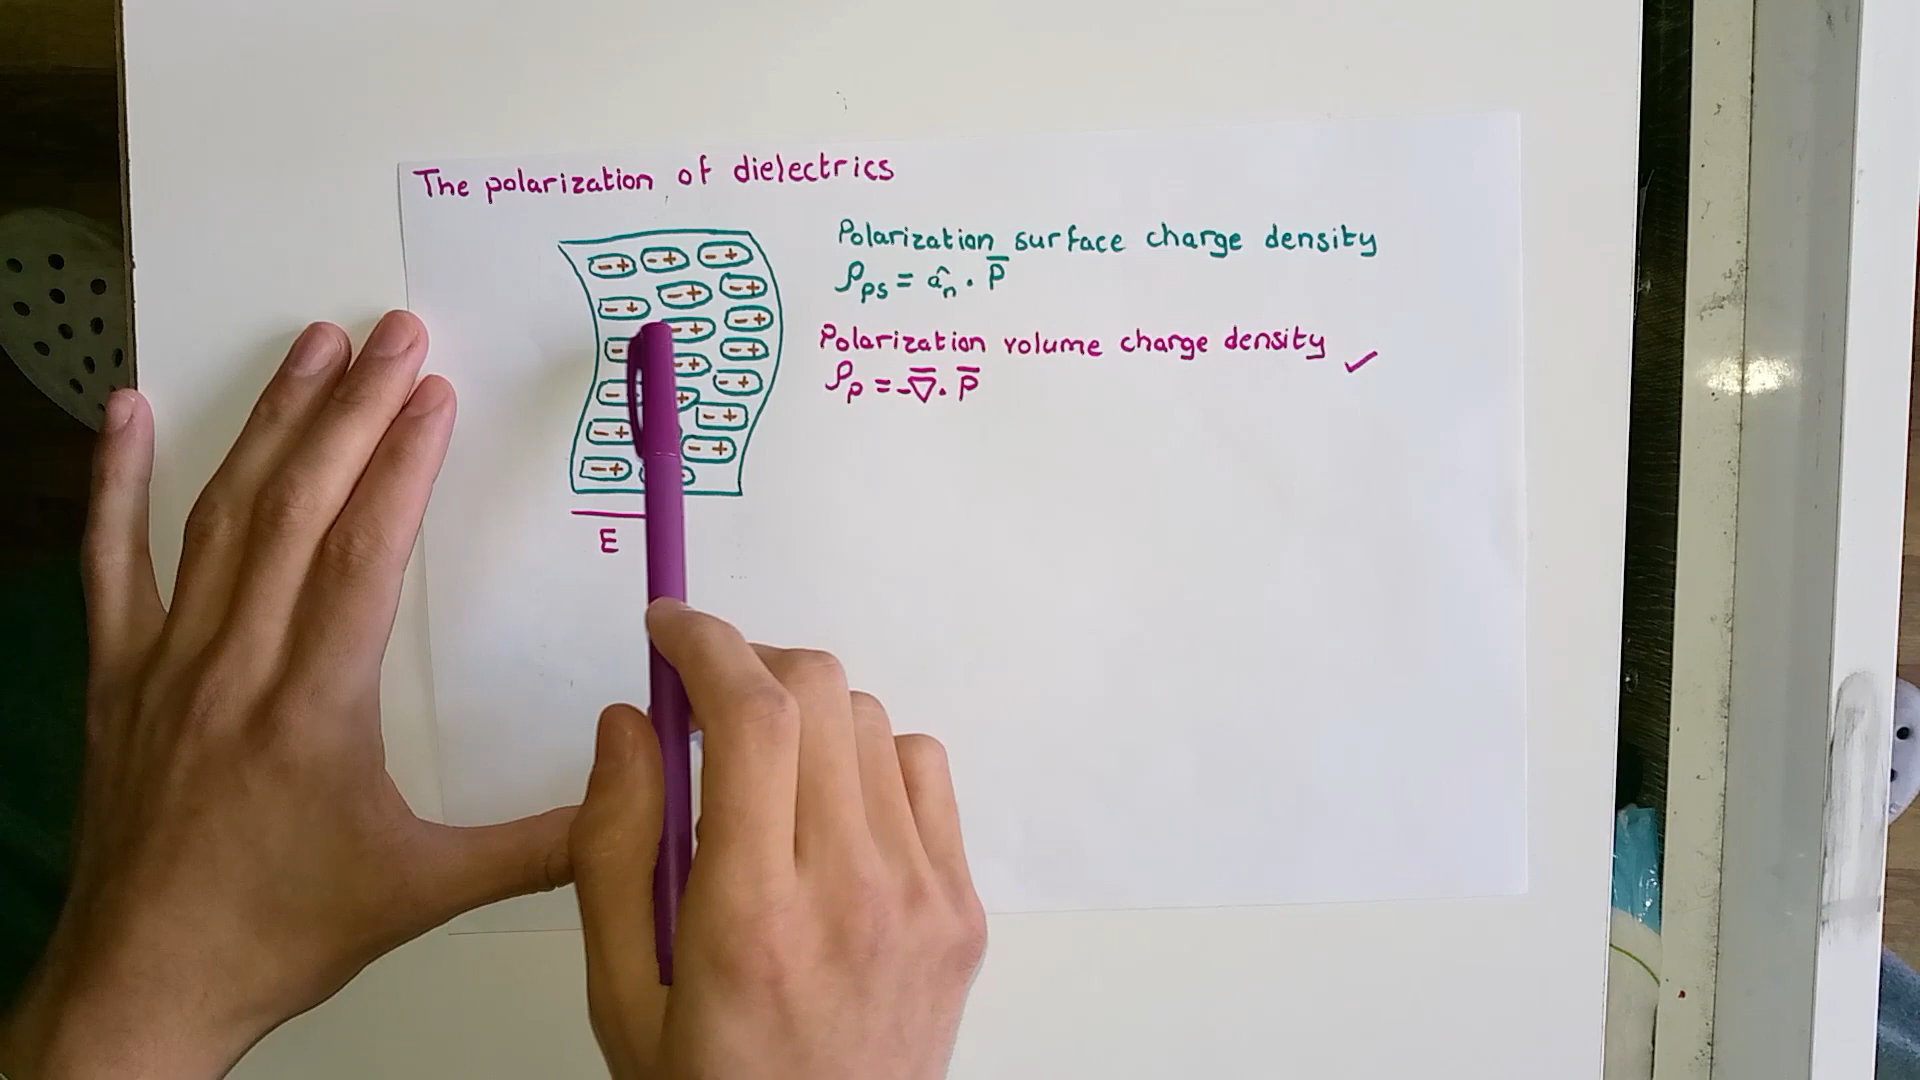 The polarization of dielectrics
Polarization surface charge density
ρps = ân · P̄
Polarization volume charge density ✓
ρp = -∇̄ · P̄
- + - + - +
- + - + - +
- + - +
- - + - +
- + - +
- + - +
- + - +
E